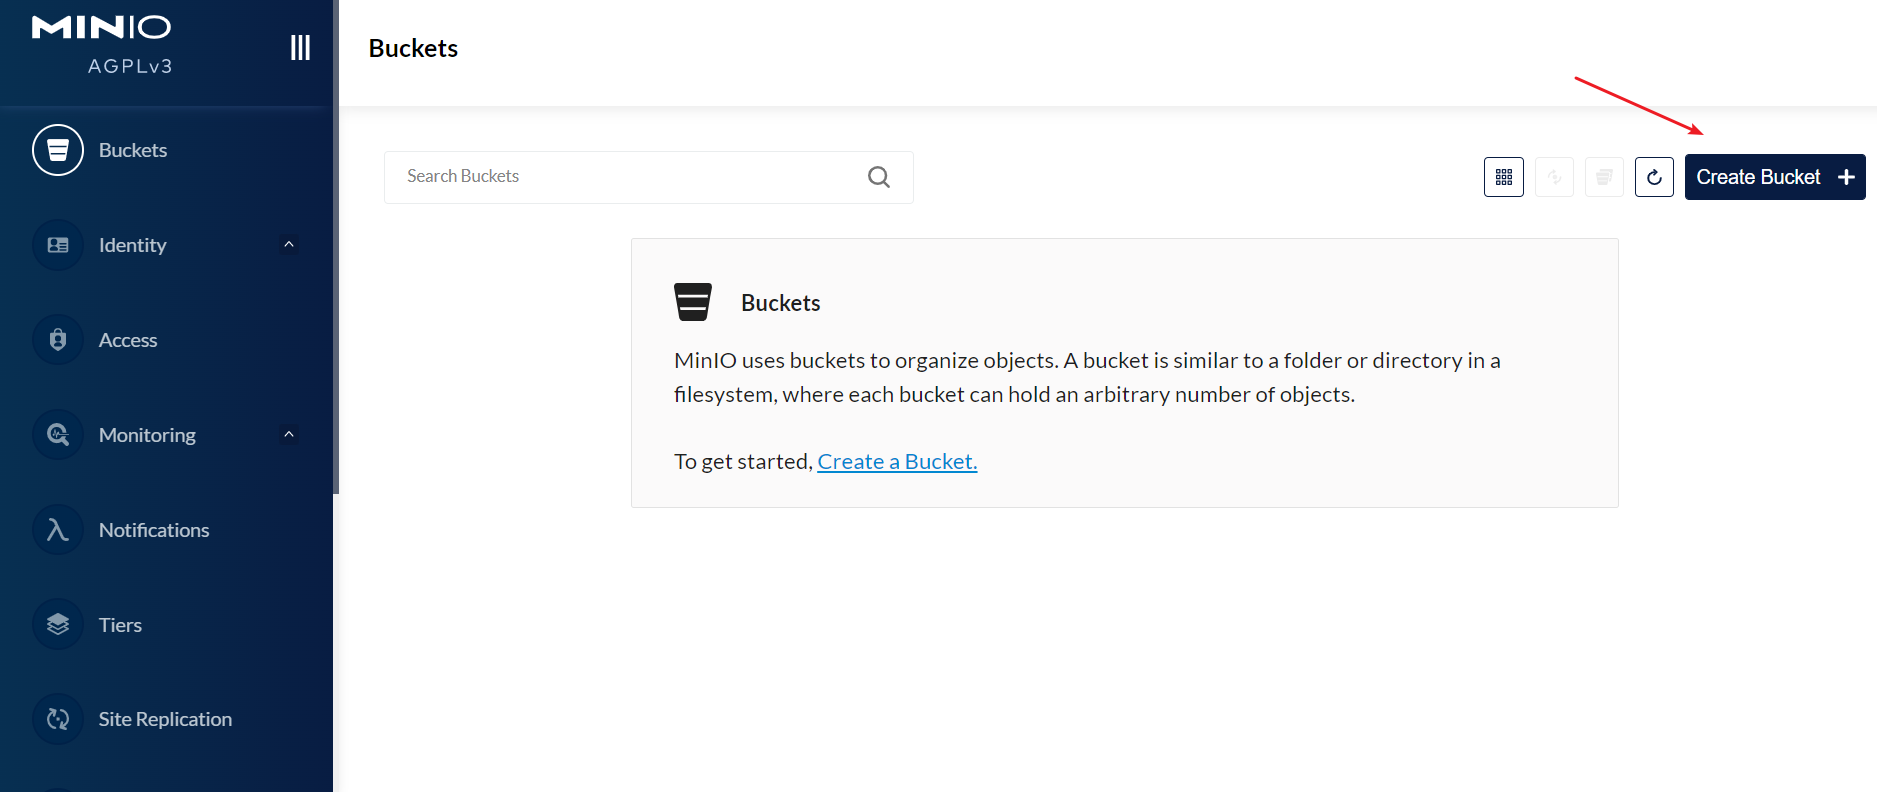 MINIO
AGPLv3
Buckets
Identity
Access
Monitoring
Notifications
Tiers
Site Replication
Buckets
Search Buckets
Create Bucket
Buckets
MinIO uses buckets to organize objects. A bucket is similar to a folder or directory in a
filesystem, where each bucket can hold an arbitrary number of objects.
To get started, Create a Bucket.